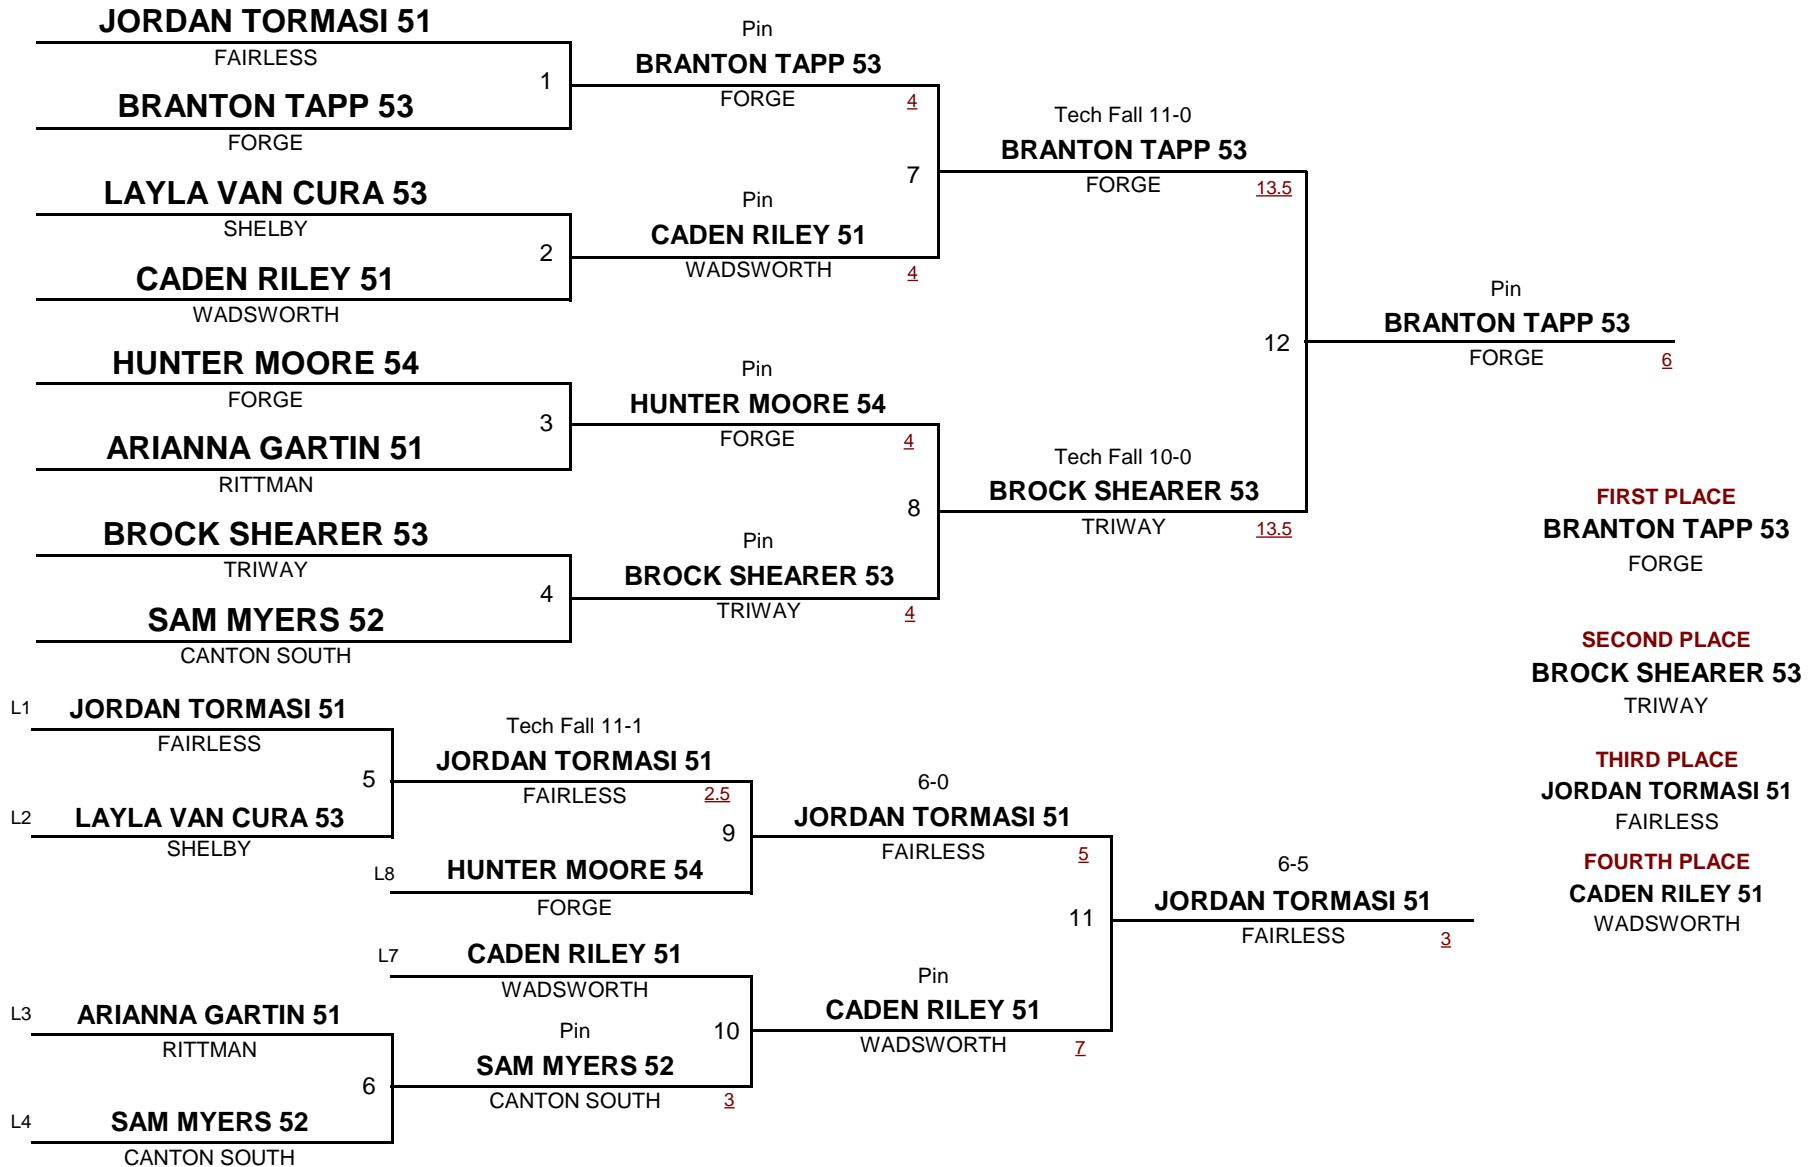 JORDAN TORMASI 51
FAIRLESS
1
BRANTON TAPP 53
FORGE
Pin
BRANTON TAPP 53
FORGE 4
LAYLA VAN CURA 53
SHELBY
2
CADEN RILEY 51
WADSWORTH
Pin
CADEN RILEY 51
WADSWORTH 4
7
Tech Fall 11-0
BRANTON TAPP 53
FORGE 13.5
HUNTER MOORE 54
FORGE
3
ARIANNA GARTIN 51
RITTMAN
Pin
HUNTER MOORE 54
FORGE 4
BROCK SHEARER 53
TRIWAY
4
SAM MYERS 52
CANTON SOUTH
Pin
BROCK SHEARER 53
TRIWAY 4
8
Tech Fall 10-0
BROCK SHEARER 53
TRIWAY 13.5
12
Pin
BRANTON TAPP 53
FORGE 6
FIRST PLACE
BRANTON TAPP 53
FORGE
SECOND PLACE
BROCK SHEARER 53
TRIWAY
THIRD PLACE
JORDAN TORMASI 51
FAIRLESS
FOURTH PLACE
CADEN RILEY 51
WADSWORTH
L1 JORDAN TORMASI 51
FAIRLESS
5
L2 LAYLA VAN CURA 53
SHELBY
Tech Fall 11-1
JORDAN TORMASI 51
FAIRLESS 2.5
9
L8 HUNTER MOORE 54
FORGE
6-0
JORDAN TORMASI 51
FAIRLESS 5
L7 CADEN RILEY 51
WADSWORTH
L3 ARIANNA GARTIN 51
RITTMAN
6
L4 SAM MYERS 52
CANTON SOUTH
Pin
SAM MYERS 52
CANTON SOUTH 3
10
Pin
CADEN RILEY 51
WADSWORTH 7
11
6-5
JORDAN TORMASI 51
FAIRLESS 3